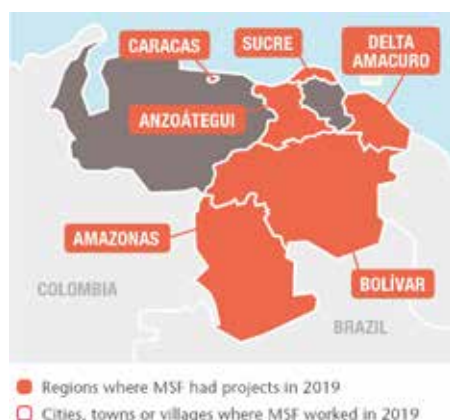 CARACAS
SUCRE
DELTA
AMACURO
ANZOÁTEGUI
AMAZONAS
BOLÍVAR
COLOMBIA
BRAZIL
Regions where MSF had projects in 2019
Cities, towns or villages where MSF worked in 2019